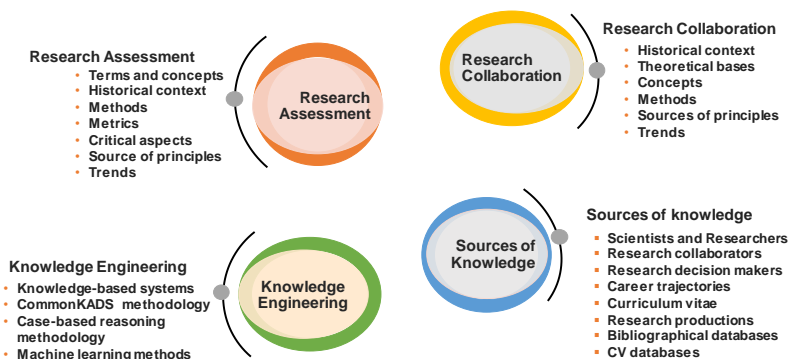 Research Assessment
• Terms and concepts
• Historical context
• Methods
• Metrics
• Critical aspects
• Source of principles
• Trends
Research
Assessment
Research
Collaboration
Research Collaboration
• Historical context
• Theoretical bases
• Concepts
• Methods
• Sources of principles
• Trends
Knowledge Engineering
• Knowledge-based systems
• CommonKADS methodology
• Case-based reasoning
methodology
• Machine learning methods
Knowledge
Engineering
Sources of
Knowledge
Sources of knowledge
▪ Scientists and Researchers
▪ Research collaborators
▪ Research decision makers
▪ Career trajectories
▪ Curriculum vitae
▪ Research productions
▪ Bibliographical databases
▪ CV databases